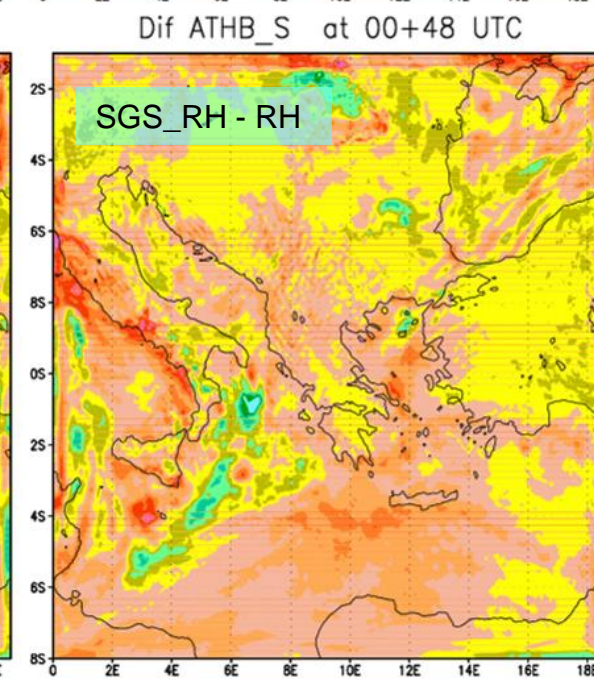 Dif ATHB_S at 00+48 UTC
SGS_RH - RH
2S
4S
6S
8S
0S
2S
4S
6S
8S
0 2E 4E 6E 8E 10E 12E 14E 16E